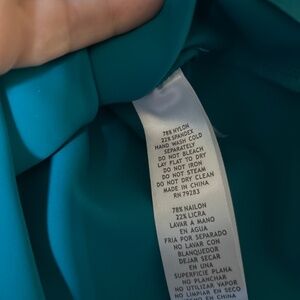 78% NYLON
22% SPANDEX
HAND WASH COLD
SEPARATELY
DO NOT BLEACH
LAY FLAT TO DRY
DO NOT IRON
DO NOT STEAM
DO NOT DRY CLEAN
MADE IN CHINA
RN 79283
78% NAILON
22% LICRA
LAVAR A MANO
EN AGUA
FRIA POR SEPARADO
NO LAVAR CON
BLANQUEDOR
DEJAR SECAR
EN UNA
SUPERFICIE PLANA
NO PLANCHAR
NO UTILIZAR VAPOR
NO LIMPIAR EN SECO